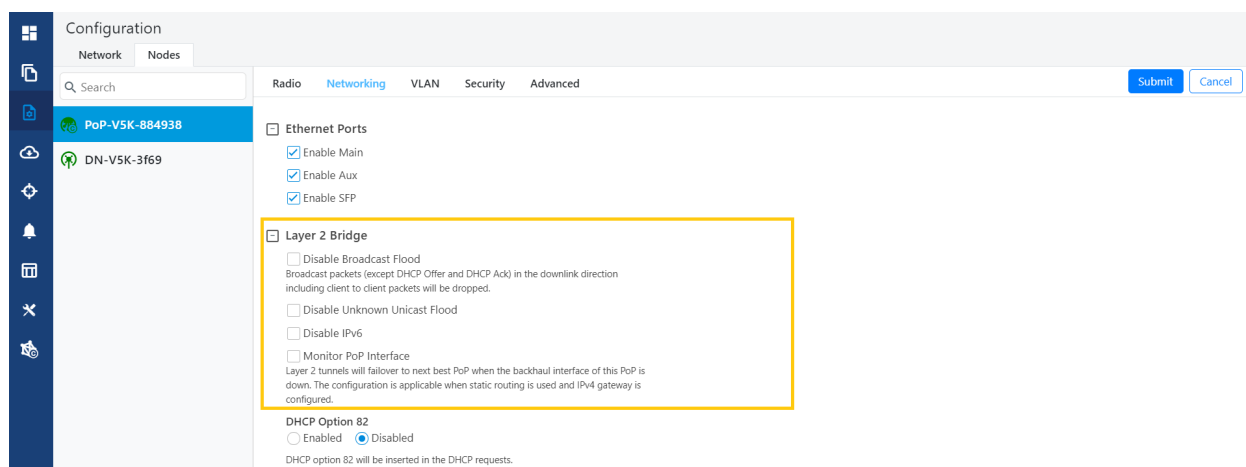 Configuration
Network Nodes
Search
Radio Networking VLAN Security Advanced Submit Cancel
PoP-V5K-884938
DN-V5K-3f69
Ethernet Ports
Enable Main
Enable Aux
Enable SFP
Layer 2 Bridge
Disable Broadcast Flood
Broadcast packets (except DHCP Offer and DHCP Ack) in the downlink direction
including client to client packets will be dropped.
Disable Unknown Unicast Flood
Disable IPv6
Monitor PoP Interface
Layer 2 tunnels will failover to next best PoP when the backhaul interface of this PoP is
down. The configuration is applicable when static routing is used and IPv4 gateway is
configured.
DHCP Option 82
Enabled Disabled
DHCP option 82 will be inserted in the DHCP requests.